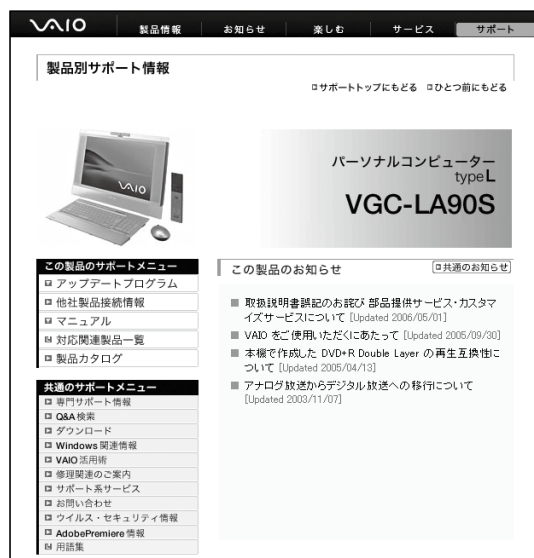 VAIO
製品情報 お知らせ 楽しむ サービス サポート
製品別サポート情報
サポートトップにもどる ひとつ前にもどる
VAIO
パーソナルコンピューター
typeL
VGC-LA90S
この製品のサポートメニュー
アップデートプログラム
他社製品接続情報
マニュアル
対応関連製品一覧
製品カタログ
共通のサポートメニュー
専門サポート情報
Q&A 検索
ダウンロード
Windows 関連情報
VAIO 活用術
修理関連のご案内
サポート系サービス
お問い合わせ
ウイルス・セキュリティ情報
AdobePremiere 情報
用語集
この製品のお知らせ 共通のお知らせ
取扱説明書誤記のお詫び 部品提供サービス・カスタマ
イズサービスについて [Updated 2006/05/01]
VAIO をご使用いただくにあたって [Updated 2005/09/30]
本機で作成した DVD+R Double Layer の再生互換性に
ついて [Updated 2005/04/13]
アナログ放送からデジタル放送への移行について
[Updated 2003/11/07]